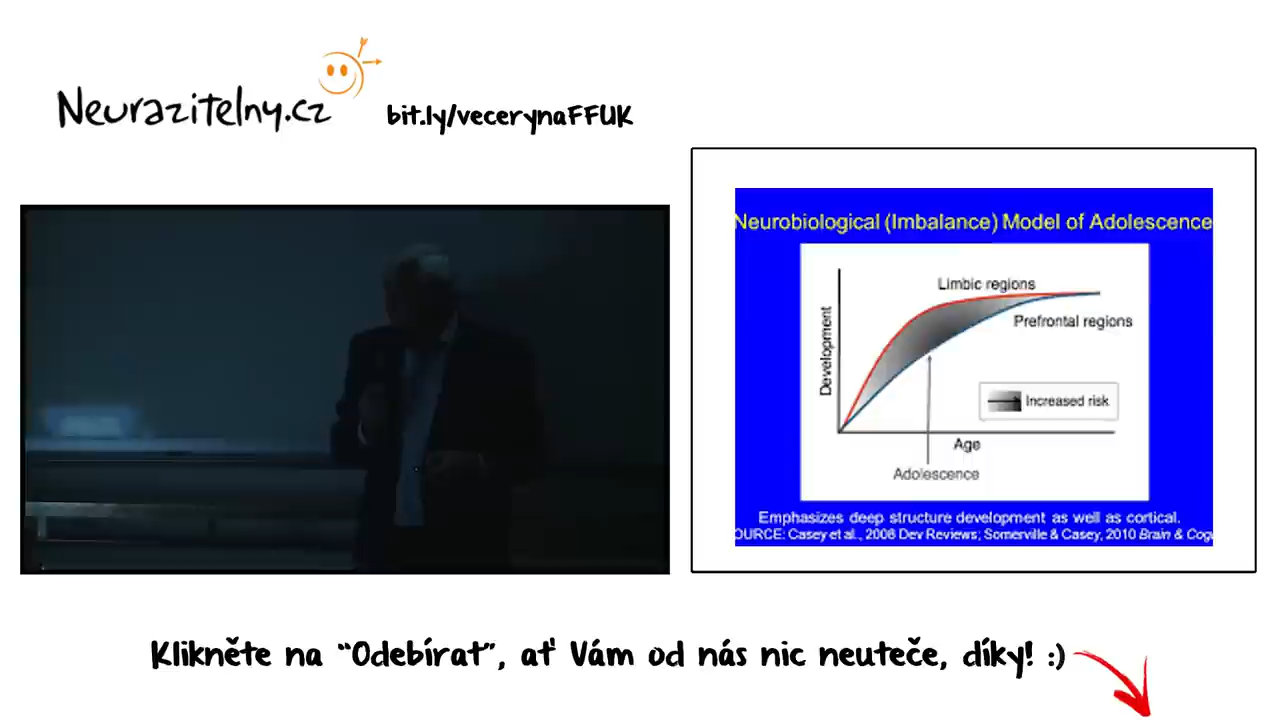 Neurazitelny.cz
bit.ly/vecerynaFFUK
Neurobiological (Imbalance) Model of Adolescence
Limbic regions
Prefrontal regions
Development
Increased risk
Age
Adolescence
Emphasizes deep structure development as well as cortical.
OURCE: Casey et al., 2008 Dev Reviews; Somerville & Casey, 2010 Brain & Cog
Klikněte na “Odebírat”, ať Vám od nás nic neuteče, díky! :)